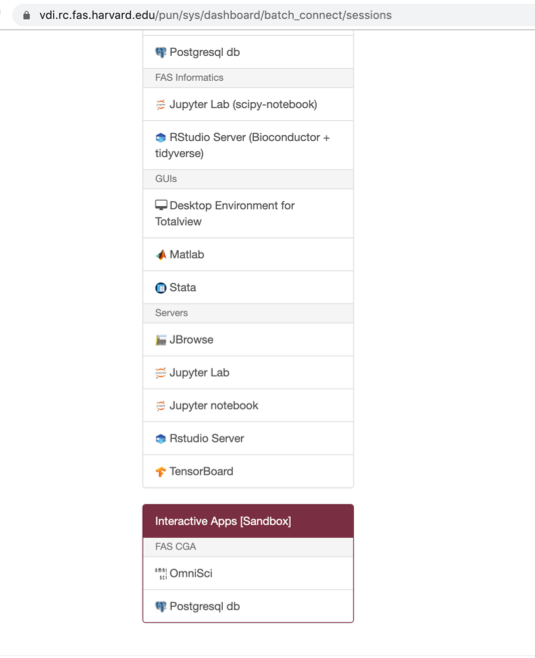 vdi.rc.fas.harvard.edu/pun/sys/dashboard/batch_connect/sessions
Postgresql db
FAS Informatics
Jupyter Lab (scipy-notebook)
RStudio Server (Bioconductor +
tidyverse)
GUIs
Desktop Environment for
Totalview
Matlab
Stata
Servers
JBrowse
Jupyter Lab
Jupyter notebook
Rstudio Server
TensorBoard
Interactive Apps [Sandbox]
FAS CGA
OmniSci
Postgresql db